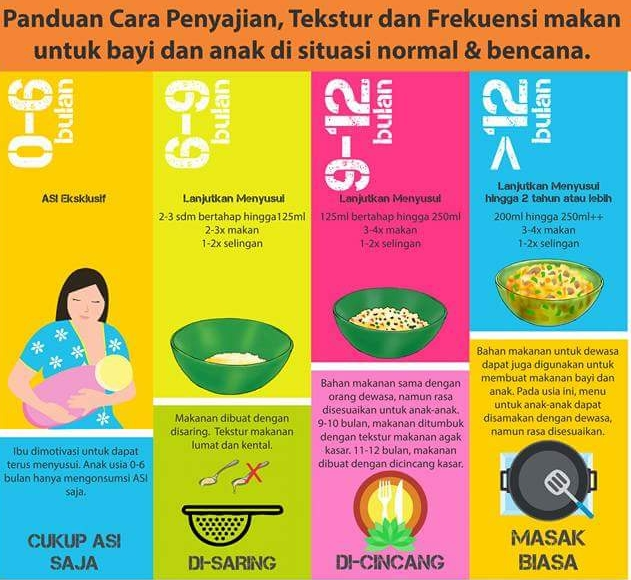 Panduan Cara Penyajian, Tekstur dan Frekuensi makan
untuk bayi dan anak di situasi normal & bencana.
0-6
bulan
ASI Eksklusif
Ibu dimotivasi untuk dapat
terus menyusui. Anak usia 0-6
bulan hanya mengonsumsi ASI
saja.
CUKUP ASI
SAJA
6-9
bulan
Lanjutkan Menyusui
2-3 sdm bertahap hingga125ml
2-3x makan
1-2x selingan
Makanan dibuat dengan
disaring. Tekstur makanan
lumat dan kental.
DI-SARING
9-12
bulan
Lanjutkan Menyusui
125ml bertahap hingga 250ml
3-4x makan
1-2x selingan
Bahan makanan sama dengan
orang dewasa, namun rasa
disesuaikan untuk anak-anak.
9-10 bulan, makanan ditumbuk
dengan tekstur makanan agak
kasar. 11-12 bulan, makanan
dibuat dengan dicincang kasar.
DI-CINCANG
>12
bulan
Lanjutkan Menyusui
hingga 2 tahun atau lebih
200ml hingga 250ml++
3-4x makan
1-2x selingan
Bahan makanan untuk dewasa
dapat juga digunakan untuk
membuat makanan bayi dan
anak. Pada usia ini, menu
untuk anak-anak dapat
disamakan dengan dewasa,
namun rasa disesuaikan.
MASAK
BIASA